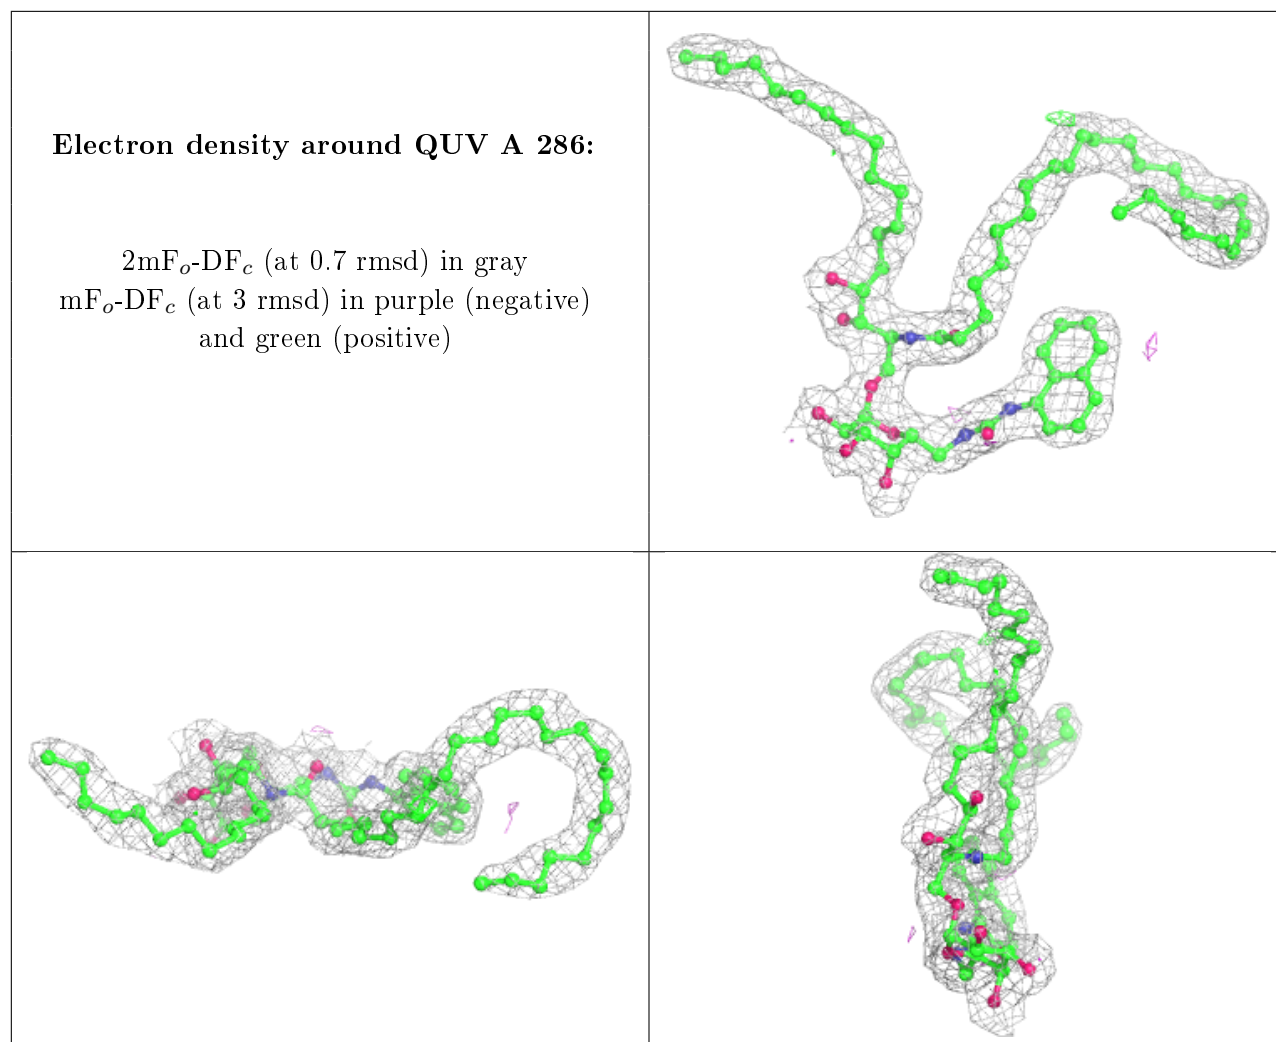 Electron density around QUV A 286:
2mFₒ-DF𝑐 (at 0.7 rmsd) in gray
mFₒ-DF𝑐 (at 3 rmsd) in purple (negative)
and green (positive)